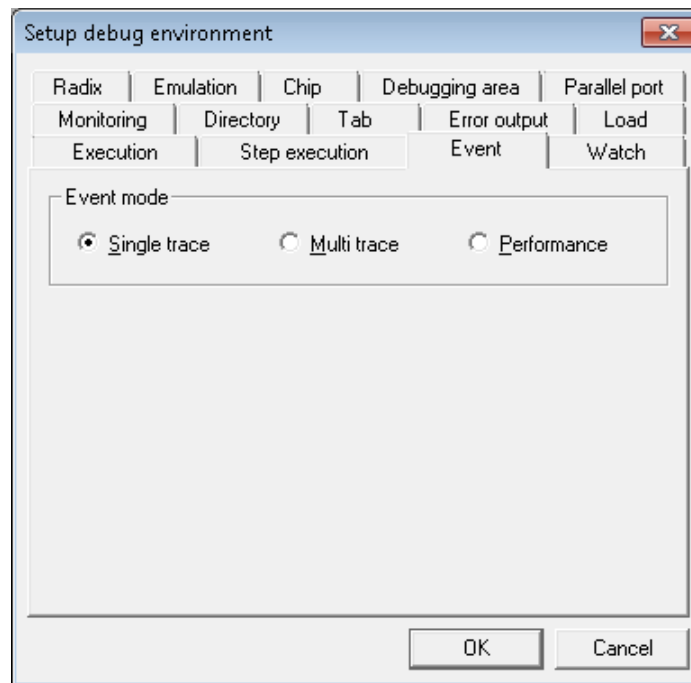 Setup debug environment
Radix Emulation Chip Debugging area Parallel port
Monitoring Directory Tab Error output Load
Execution Step execution Event Watch
Event mode
Single trace Multi trace Performance
OK Cancel